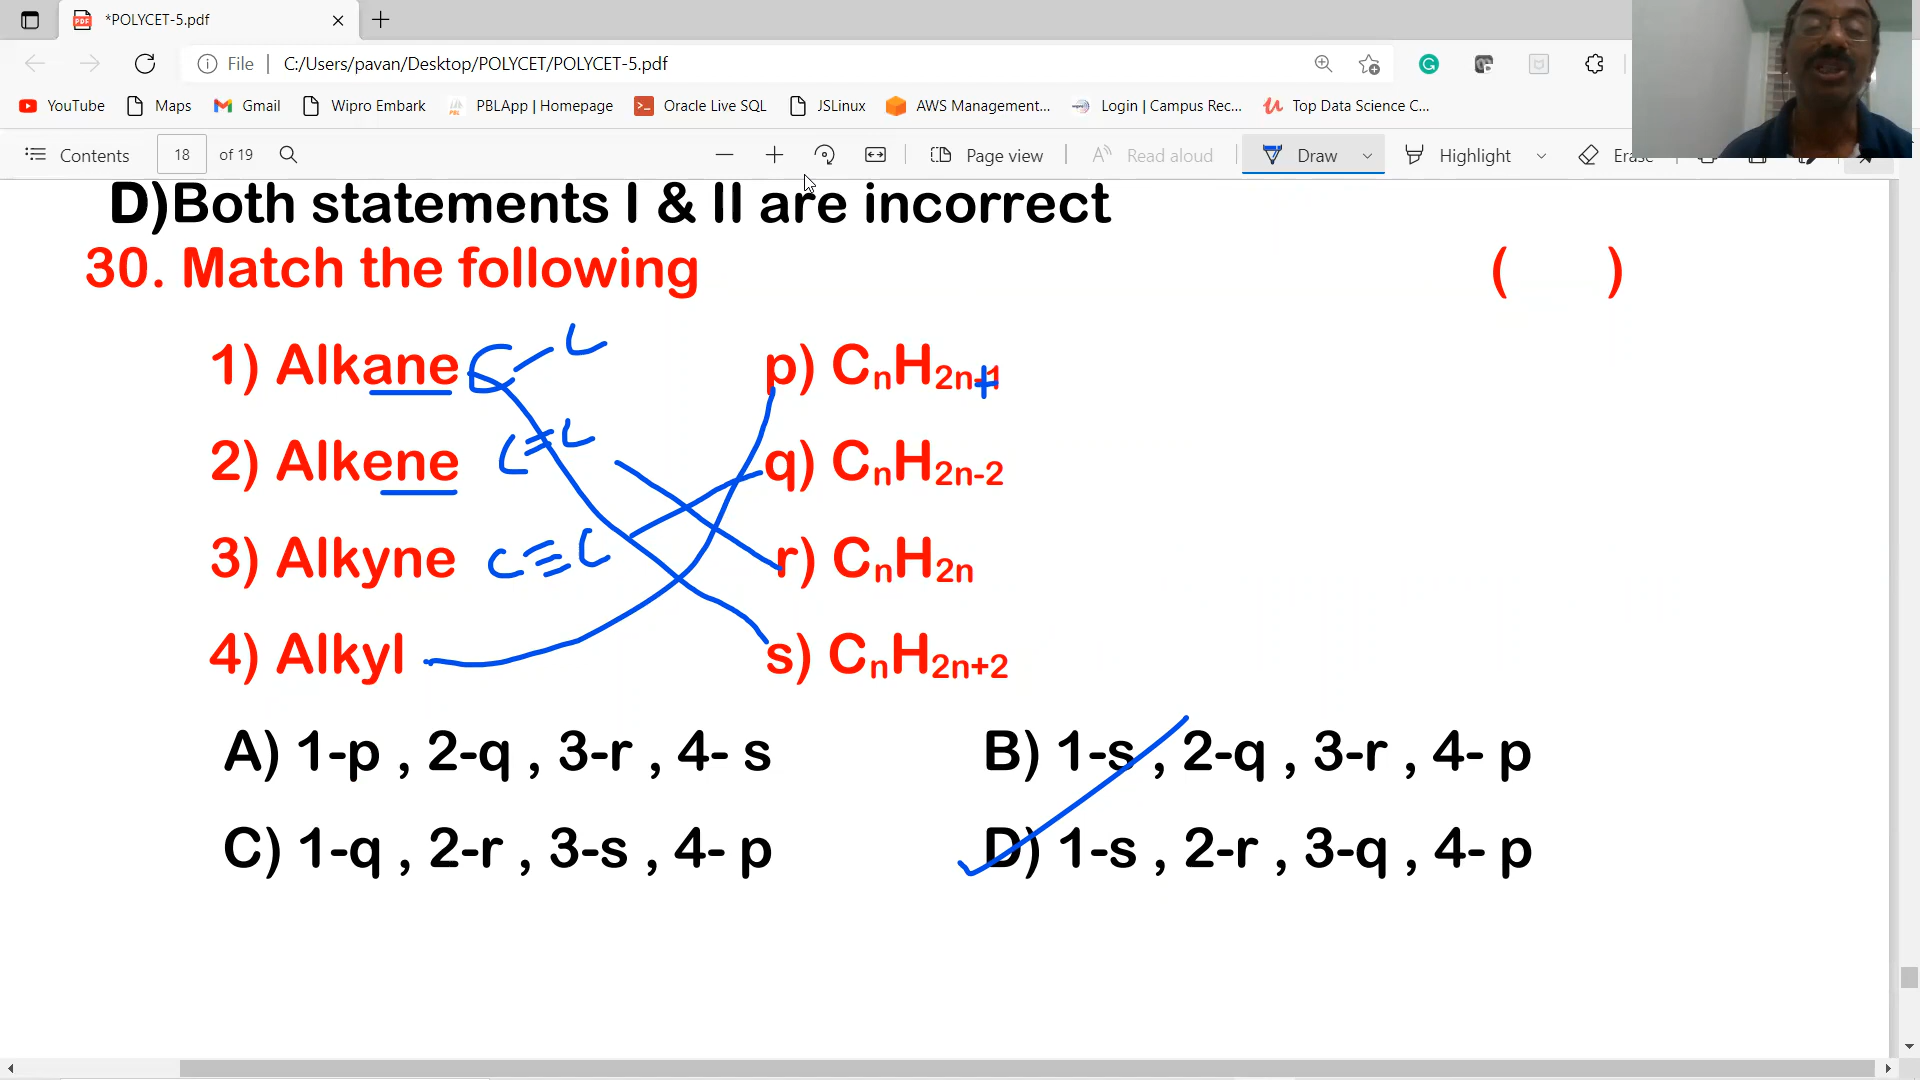 *POLYCET-5.pdf
File C:/Users/pavan/Desktop/POLYCET/POLYCET-5.pdf
YouTube Maps Gmail Wipro Embark PBLApp | Homepage Oracle Live SQL JSLinux AWS Management... Login | Campus Rec... Top Data Science C...
Contents 18 of 19 Page view Read aloud Draw Highlight
D)Both statements I & II are incorrect
30. Match the following ( )
1) Alkane C-C p) CₙH₂ₙ₊₁
2) Alkene C=C q) CₙH₂ₙ₋₂
3) Alkyne C≡C r) CₙH₂ₙ
4) Alkyl s) CₙH₂ₙ₊₂
A) 1-p , 2-q , 3-r , 4- s B) 1-s , 2-q , 3-r , 4- p
C) 1-q , 2-r , 3-s , 4- p D) 1-s , 2-r , 3-q , 4- p